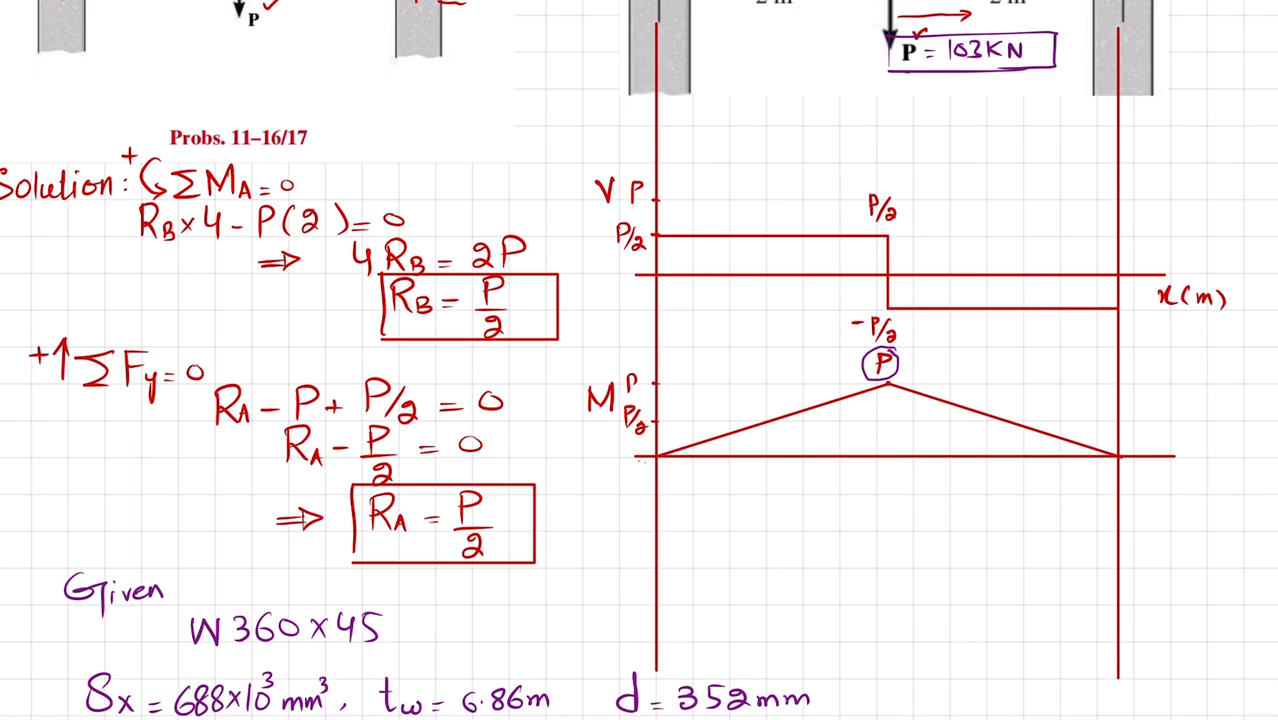 P
2 m
2 m
P = 103KN
Probs. 11–16/17
Solution: + ΣMA = 0
RB × 4 - P(2) = 0
⇒ 4RB = 2P
RB = P/2
+↑ ΣFy = 0
RA - P + P/2 = 0
RA - P/2 = 0
⇒ RA = P/2
Given
W 360 × 45
Sx = 688×10³ mm³, tw = 6.86m d = 352mm
V P
P/2
P/2
x(m)
-P/2
P
M P
P/2